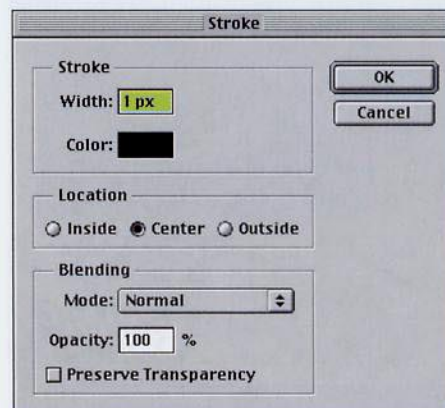 Stroke
Stroke
Width: 1 px
Color:
OK
Cancel
Location
Inside Center Outside
Blending
Mode: Normal
Opacity: 100 %
Preserve Transparency